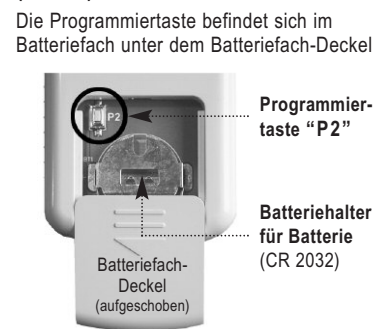 Die Programmiertaste befindet sich im
Batteriefach unter dem Batteriefach-Deckel
P2
Programmier-
taste “P2”
Batteriehalter
für Batterie
(CR 2032)
Batteriefach-
Deckel
(aufgeschoben)